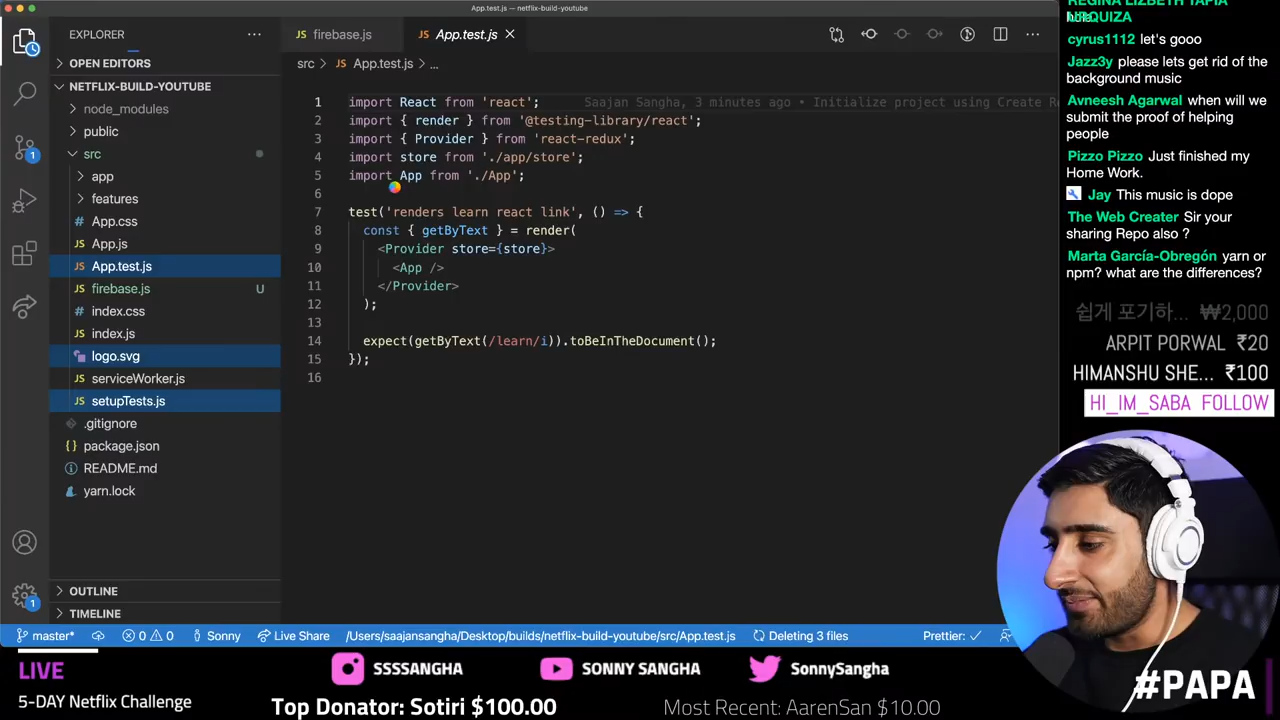 App.test.js — netflix-build-youtube
EXPLORER
OPEN EDITORS
NETFLIX-BUILD-YOUTUBE
node_modules
public
src
app
features
App.css
App.js
App.test.js
firebase.js U
index.css
index.js
logo.svg
serviceWorker.js
setupTests.js
.gitignore
package.json
README.md
yarn.lock
OUTLINE
TIMELINE
firebase.js
App.test.js
src > JS App.test.js > ...
1 import React from 'react'; Saajan Sangha, 3 minutes ago • Initialize project using Create Re
2 import { render } from '@testing-library/react';
3 import { Provider } from 'react-redux';
4 import store from './app/store';
5 import App from './App';
6
7 test('renders learn react link', () => {
8 const { getByText } = render(
9 <Provider store={store}>
10 <App />
11 </Provider>
12 );
13
14 expect(getByText(/learn/i)).toBeInTheDocument();
15 });
16
master* 0 0 Sonny Live Share /Users/saajansangha/Desktop/builds/netflix-build-youtube/src/App.test.js Deleting 3 files Prettier: ✓
REGINA LIZBETH TAPIA
URQUIZA
cyrus1112 let's gooo
Jazz3y please lets get rid of the
background music
Avneesh Agarwal when will we
submit the proof of helping
people
Pizzo Pizzo Just finished my
Home Work.
Jay This music is dope
The Web Creater Sir your
sharing Repo also ?
Marta García-Obregón yarn or
npm? what are the differences?
쉽게 포기하... ₩2,000
ARPIT PORWAL ₹20
HIMANSHU SHE... ₹100
HI_IM_SABA FOLLOW
#PAPA
LIVE
5-DAY Netflix Challenge
SSSSANGHA
SONNY SANGHA
SonnySangha
Top Donator: Sotiri $100.00
Most Recent: AarenSan $10.00